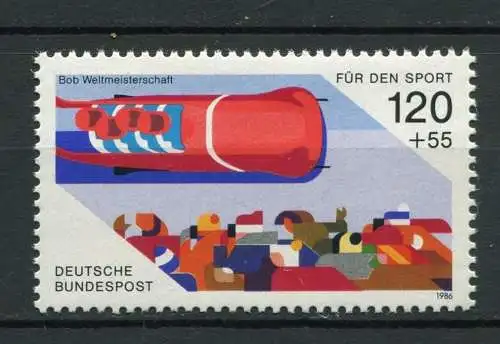 Bob Weltmeisterschaft
FÜR DEN SPORT
120
+55
DEUTSCHE
BUNDESPOST
1986